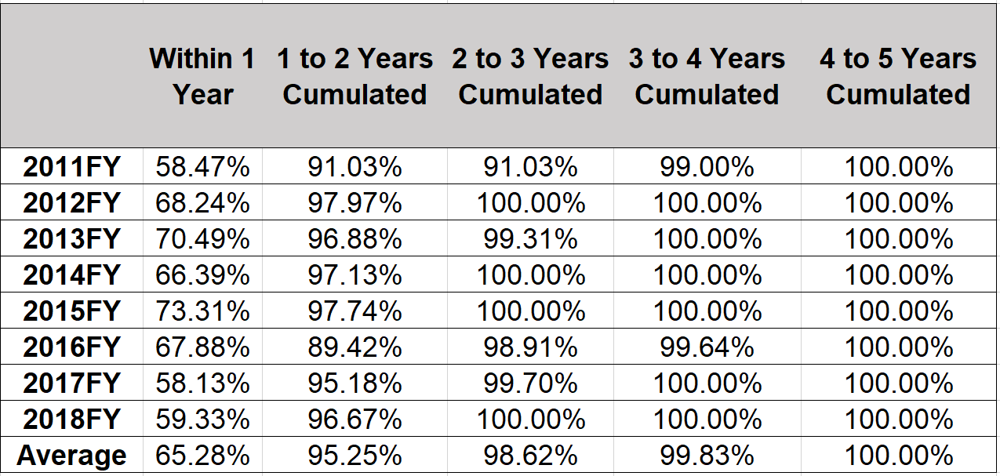 Within 1 Year 1 to 2 Years Cumulated 2 to 3 Years Cumulated 3 to 4 Years Cumulated 4 to 5 Years Cumulated
2011FY 58.47% 91.03% 91.03% 99.00% 100.00%
2012FY 68.24% 97.97% 100.00% 100.00% 100.00%
2013FY 70.49% 96.88% 99.31% 100.00% 100.00%
2014FY 66.39% 97.13% 100.00% 100.00% 100.00%
2015FY 73.31% 97.74% 100.00% 100.00% 100.00%
2016FY 67.88% 89.42% 98.91% 99.64% 100.00%
2017FY 58.13% 95.18% 99.70% 100.00% 100.00%
2018FY 59.33% 96.67% 100.00% 100.00% 100.00%
Average 65.28% 95.25% 98.62% 99.83% 100.00%